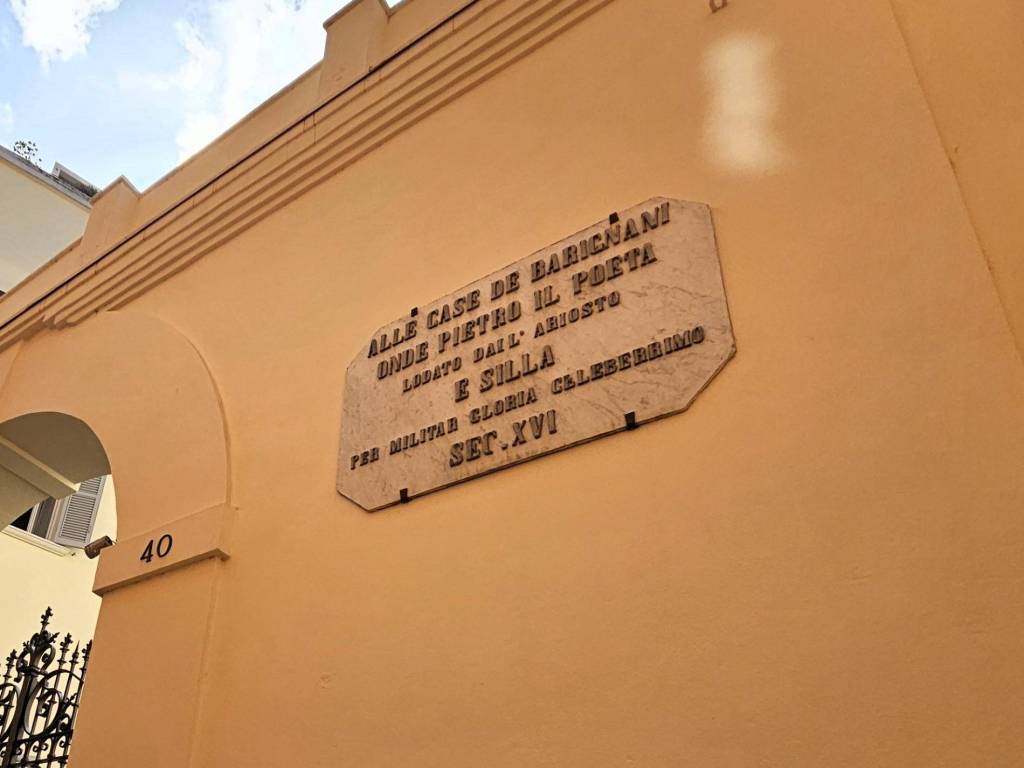 ALLE CASE DE BARIGNANI
ONDE PIETRO IL POETA
LODATO DALL' ARIOSTO
E SILLA
PER MILITAR GLORIA CELEBERRIMO
SEC. XVI
40